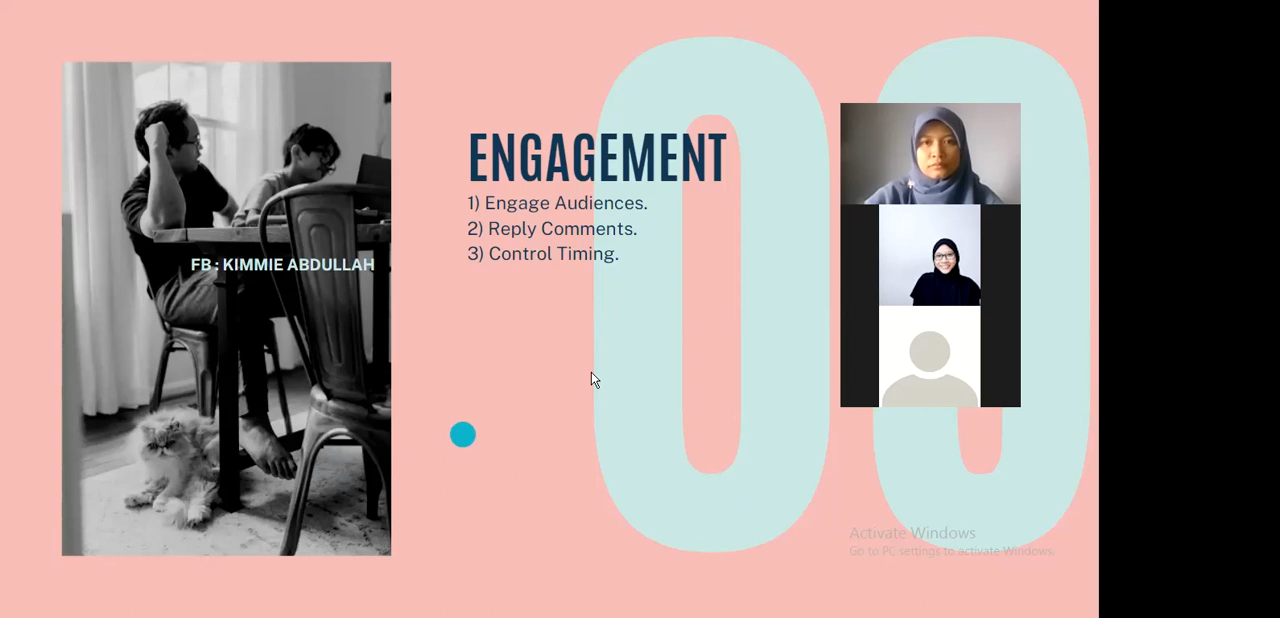 ENGAGEMENT
1) Engage Audiences.
2) Reply Comments.
3) Control Timing.
FB : KIMMIE ABDULLAH
09
Activate Windows
Go to PC settings to activate Windows.